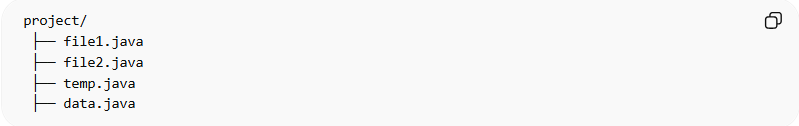 project/
├── file1.java
├── file2.java
├── temp.java
├── data.java